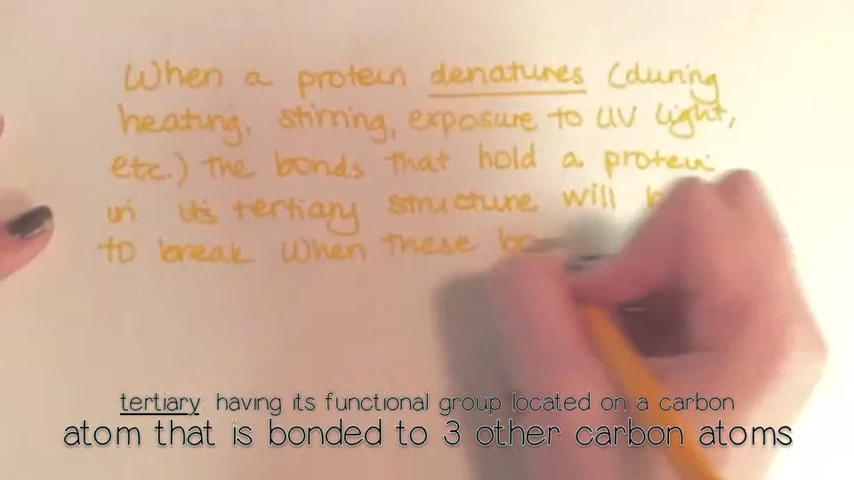 When a protein denatures (during
heating, stirring, exposure to UV light,
etc.) the bonds that hold a protein
in its tertiary structure will
to break When these
tertiary having its functional group located on a carbon
atom that is bonded to 3 other carbon atoms